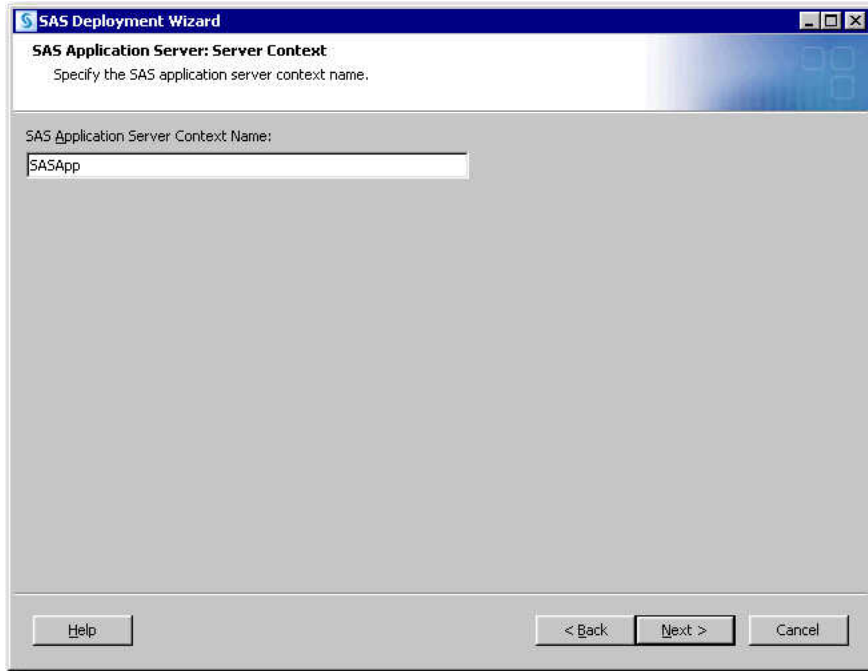 SAS Deployment Wizard
SAS Application Server: Server Context
Specify the SAS application server context name.
SAS Application Server Context Name:
SASApp
Help
< Back
Next >
Cancel